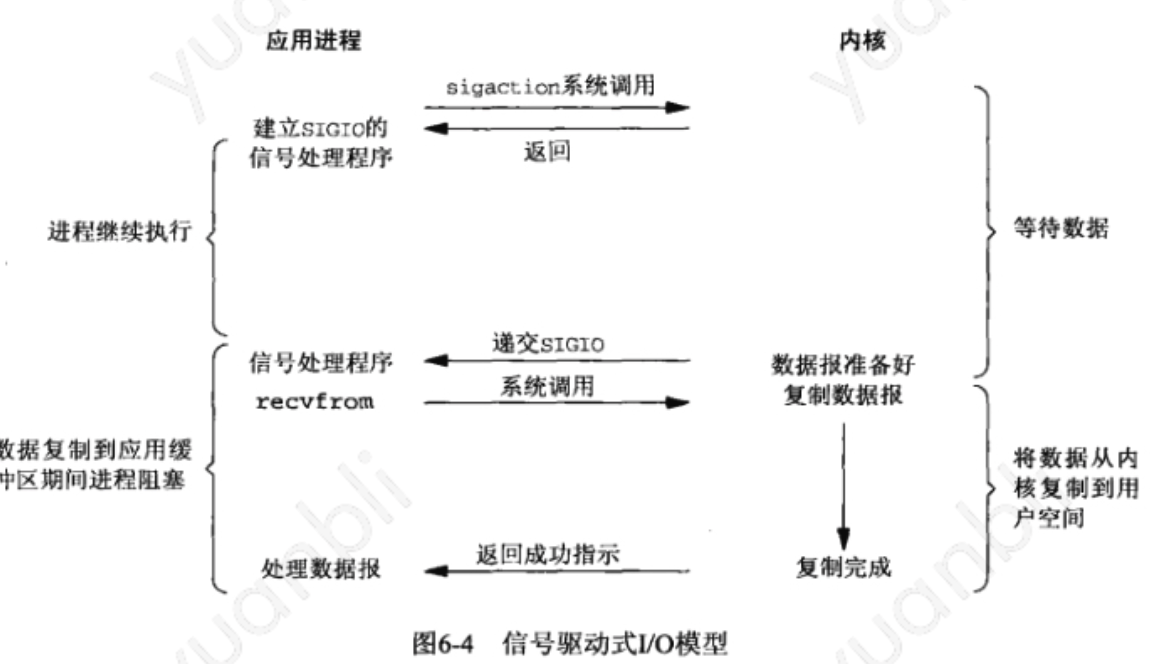 应用进程
内核
sigaction系统调用
建立SIGIO的
信号处理程序
返回
进程继续执行
等待数据
递交SIGIO
信号处理程序
数据报准备好
系统调用
复制数据报
recvfrom
数据复制到应用缓
冲区期间进程阻塞
将数据从内
核复制到用
户空间
返回成功指示
处理数据报
复制完成
图6-4 信号驱动式I/O模型
yuanbli
yuanbli